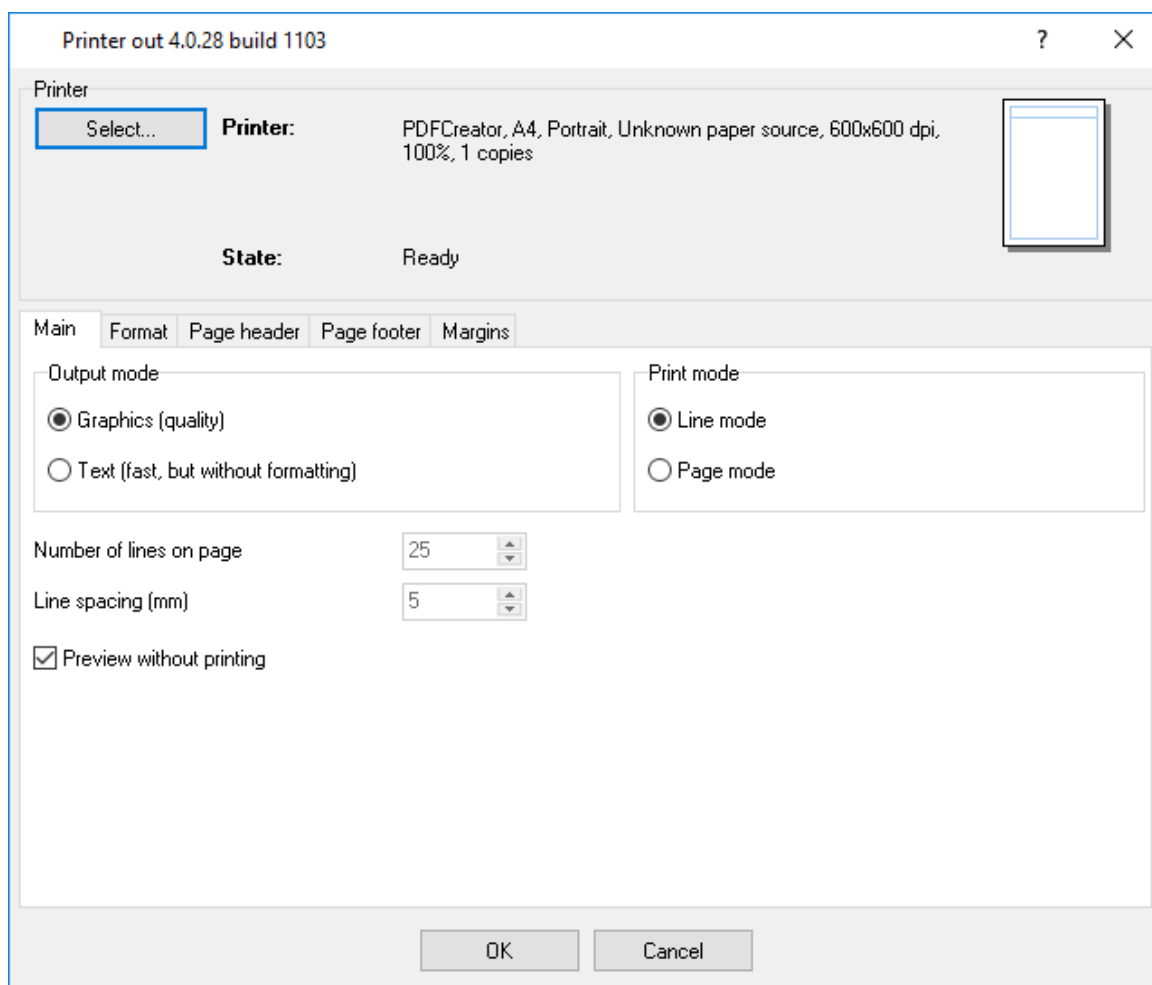 Printer out 4.0.28 build 1103
?
Printer
Select...
Printer:
PDFCreator, A4, Portrait, Unknown paper source, 600x600 dpi,
100%, 1 copies
State:
Ready
Main
Format
Page header
Page footer
Margins
Output mode
Graphics (quality)
Text (fast, but without formatting)
Print mode
Line mode
Page mode
Number of lines on page
25
Line spacing (mm)
5
Preview without printing
OK
Cancel